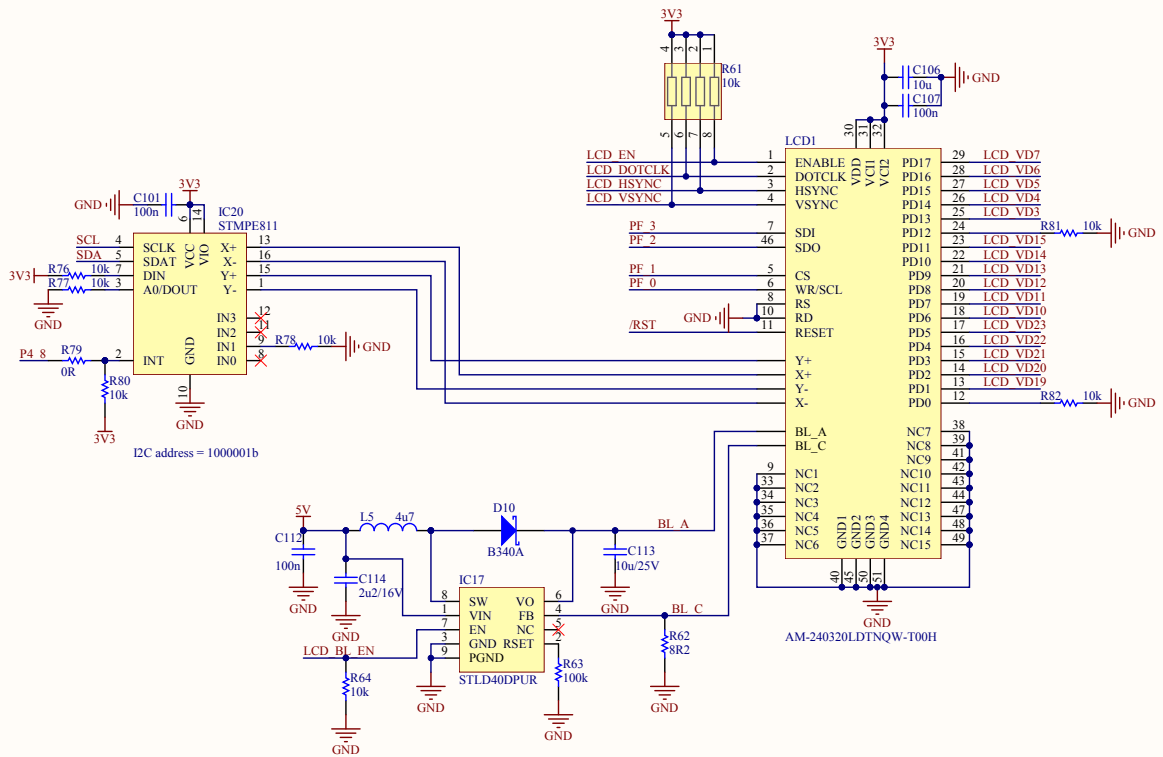 3V3
4 3 2 1
R61
10k
5 6 7 8
3V3
C106
10u
GND
C107
100n
30 31 32
LCD1
VDD VCI1 VCI2
LCD_EN 1 ENABLE
LCD_DOTCLK 2 DOTCLK
LCD_HSYNC 3 HSYNC
LCD_VSYNC 4 VSYNC
PF_3 7 SDI
PF_2 46 SDO
PF_1 5 CS
PF_0 6 WR/SCL
8 RS
GND 10 RD
/RST 11 RESET
Y+
X+
Y-
X-
BL_A
BL_C
9 NC1
33 NC2
34 NC3
35 NC4
36 NC5
37 NC6
PD17 29 LCD_VD7
PD16 28 LCD_VD6
PD15 27 LCD_VD5
PD14 26 LCD_VD4
PD13 25 LCD_VD3
PD12 24 R81 10k GND
PD11 23 LCD_VD15
PD10 22 LCD_VD14
PD9 21 LCD_VD13
PD8 20 LCD_VD12
PD7 19 LCD_VD11
PD6 18 LCD_VD10
PD5 17 LCD_VD23
PD4 16 LCD_VD22
PD3 15 LCD_VD21
PD2 14 LCD_VD20
PD1 13 LCD_VD19
PD0 12 R82 10k GND
NC7 38
NC8 39
NC9 41
NC10 42
NC11 43
NC12 44
NC13 47
NC14 48
NC15 49
GND1 GND2 GND3 GND4
40 45 50 51
GND
AM-240320LDTNQW-T00H
3V3
GND C101
100n
6 14
IC20
STMPE811
VCC VIO
SCL 4 SCLK
SDA 5 SDAT
3V3 R76 10k 7 DIN
R77 10k 3 A0/DOUT
GND
P4_8 R79 2 INT
0R
R80
10k
3V3
X+ 13
X- 16
Y+ 15
Y- 1
IN3 12
IN2 11
IN1 9 R78 10k GND
IN0 8
GND
10
GND
I2C address = 1000001b
5V
L5 4u7
D10
B340A
BL_A
C112
100n
GND
C114
2u2/16V
GND
C113
10u/25V
GND
IC17
8 SW VO 6
1 VIN FB 4 BL_C
7 EN NC 5
3 GND RSET 2
9 PGND
STLD40DPUR
LCD_BL_EN
R64
10k
GND
GND
R63
100k
GND
R62
8R2
GND